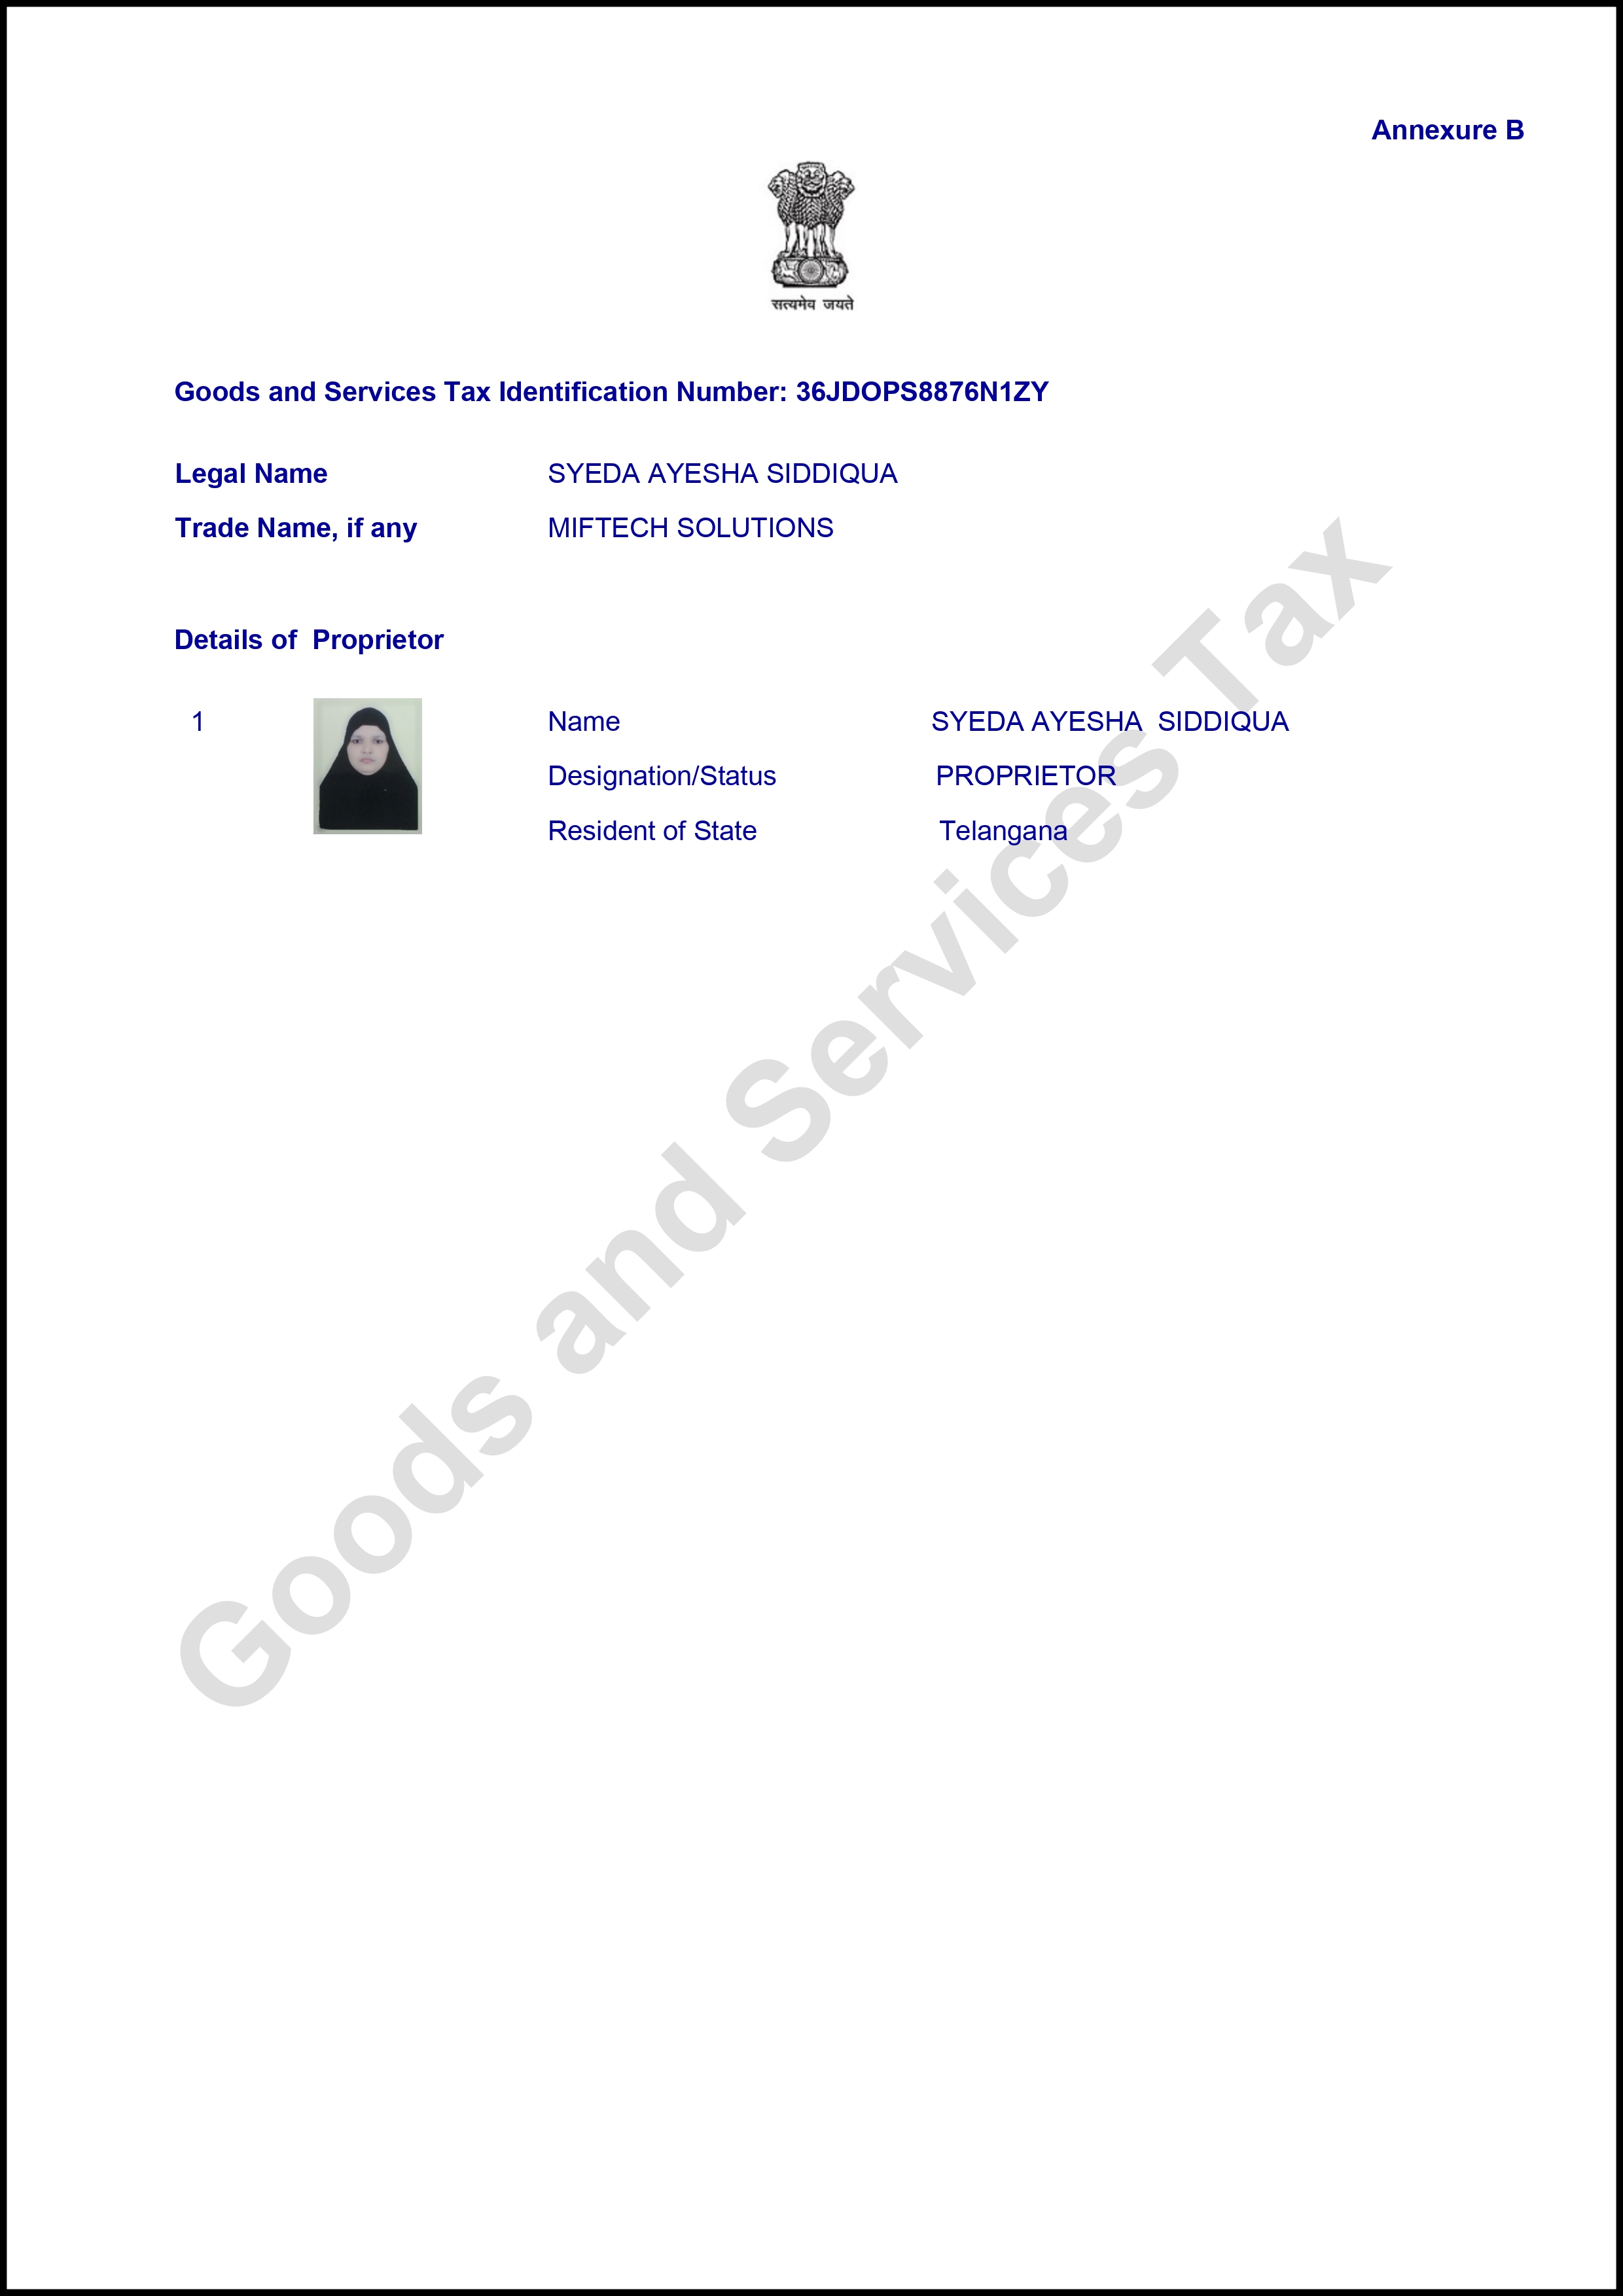 Annexure B
सत्यमेव जयते
Goods and Services Tax Identification Number: 36JDOPS8876N1ZY
Legal Name SYEDA AYESHA SIDDIQUA
Trade Name, if any MIFTECH SOLUTIONS
Details of Proprietor
1 Name SYEDA AYESHA SIDDIQUA
Designation/Status PROPRIETOR
Resident of State Telangana
Goods and Services Tax